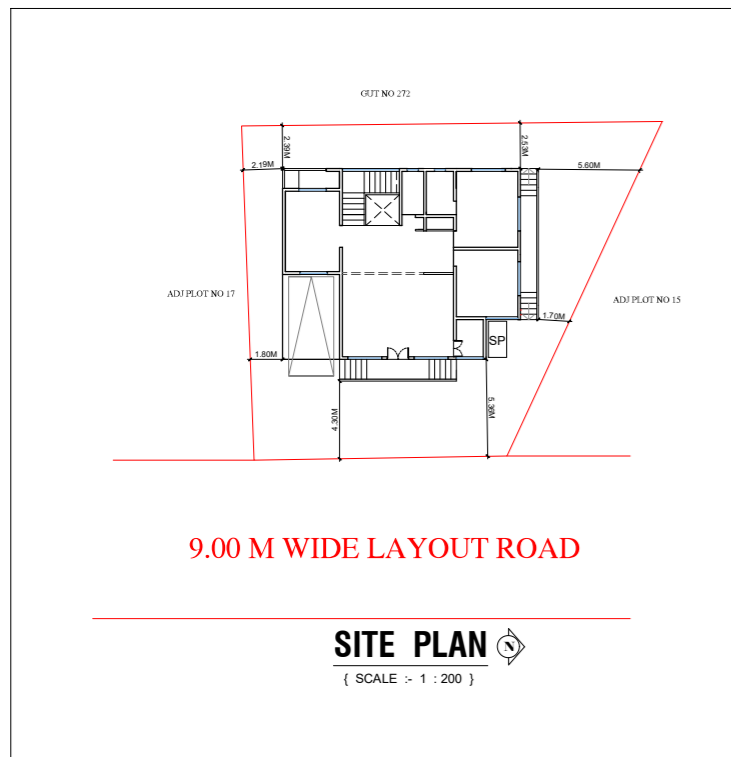 GUT NO 272
2.39M
2.53M
2.19M
5.60M
ADJ PLOT NO 17
ADJ PLOT NO 15
1.70M
SP
1.80M
4.30M
5.36M
9.00 M WIDE LAYOUT ROAD
SITE PLAN
N
{ SCALE :- 1 : 200 }